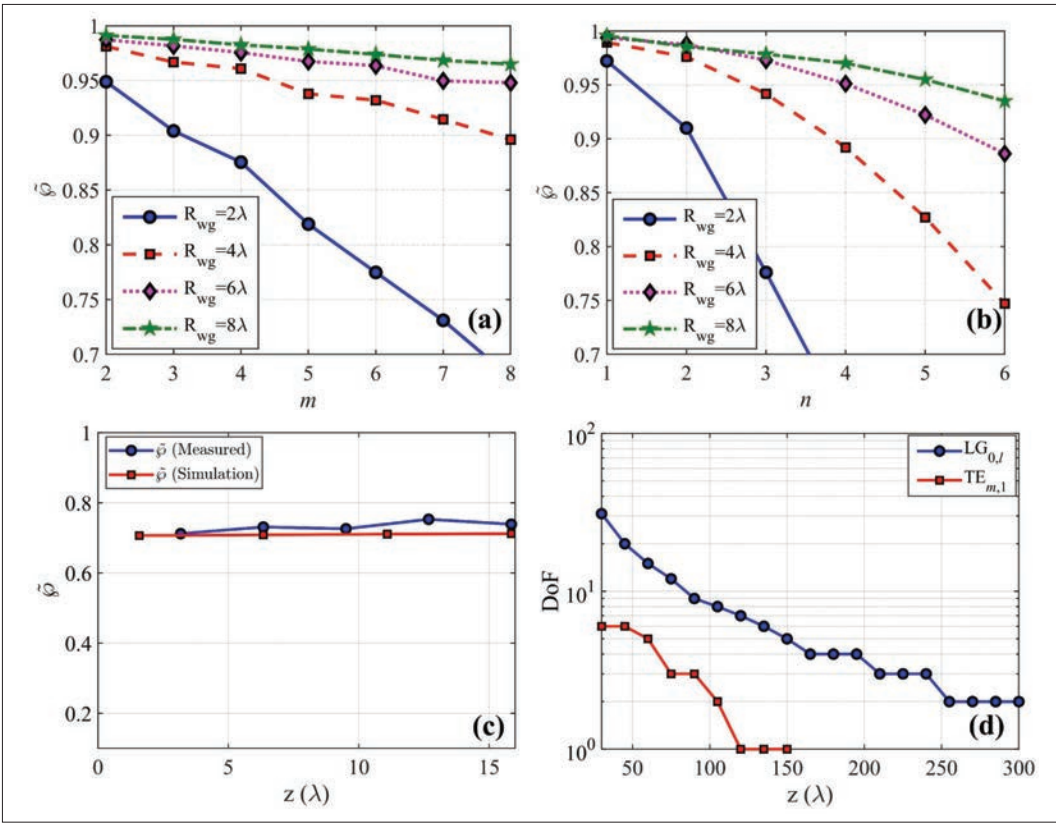 1
0.95
0.9
0.85
0.8
0.75
0.7
℘̃
R_wg=2λ
R_wg=4λ
R_wg=6λ
R_wg=8λ
(a)
2 3 4 5 6 7 8
m
1
0.95
0.9
0.85
0.8
0.75
0.7
℘̃
R_wg=2λ
R_wg=4λ
R_wg=6λ
R_wg=8λ
(b)
1 2 3 4 5 6
n
1
0.8
0.6
0.4
0.2
℘̃
℘̃ (Measured)
℘̃ (Simulation)
(c)
0 5 10 15
z (λ)
10^2
10^1
10^0
DoF
LG_0,l
TE_m,1
(d)
50 100 150 200 250 300
z (λ)